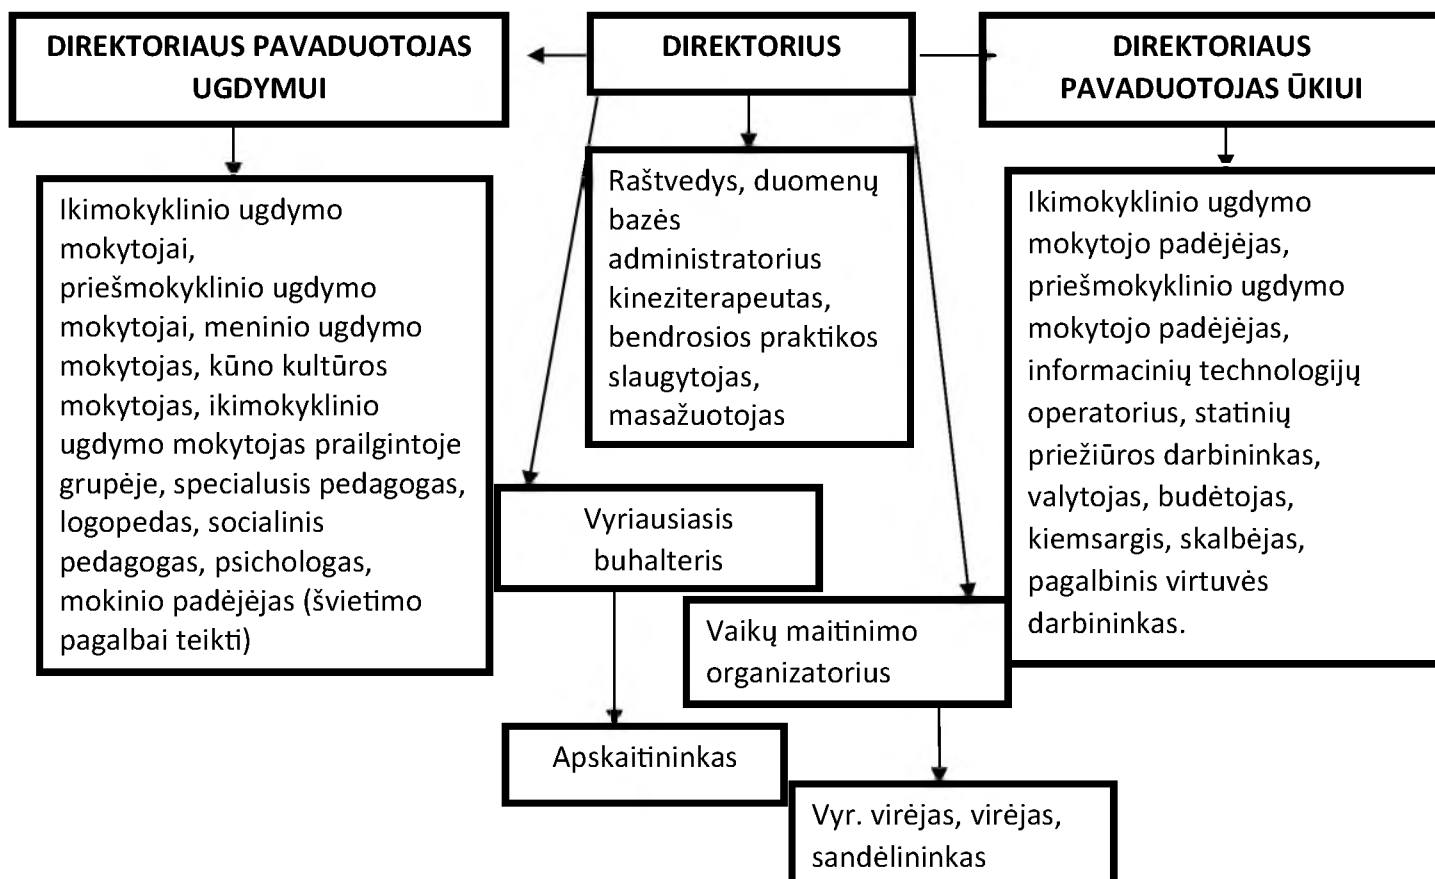 DIREKTORIAUS PAVADUOTOJAS
UGDYMUI
DIREKTORIUS
DIREKTORIAUS
PAVADUOTOJAS ŪKIUI
Ikimokyklinio ugdymo
mokytojai,
priešmokyklinio ugdymo
mokytojai, meninio ugdymo
mokytojas, kūno kultūros
mokytojas, ikimokyklinio
ugdymo mokytojas prailgintoje
grupėje, specialusis pedagogas,
logopedas, socialinis
pedagogas, psichologas,
mokinio padėjėjas (švietimo
pagalbai teikti)
Raštvedys, duomenų
bazės
administratorius
kineziterapeutas,
bendrosios praktikos
slaugytojas,
masažuotojas
Ikimokyklinio ugdymo
mokytojo padėjėjas,
priešmokyklinio ugdymo
mokytojo padėjėjas,
informacinių technologijų
operatorius, statinių
priežiūros darbininkas,
valytojas, budėtojas,
kiemsargis, skalbėjas,
pagalbinis virtuvės
darbininkas.
Vyriausiasis
buhalteris
Vaikų maitinimo
organizatorius
Apskaitininkas
Vyr. virėjas, virėjas,
sandėlininkas